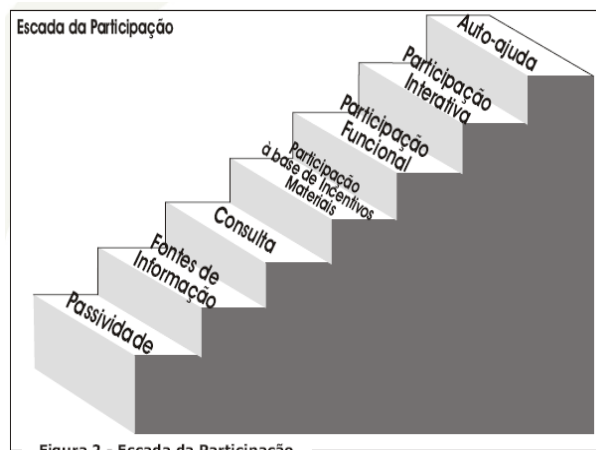 Escada da Participação
Auto-ajuda
Participação
Interativa
Participação
Funcional
Participação
à base de Incentivos
Materiais
Consulta
Fontes de
Informação
Passividade
Figura 2 - Escada da Participação